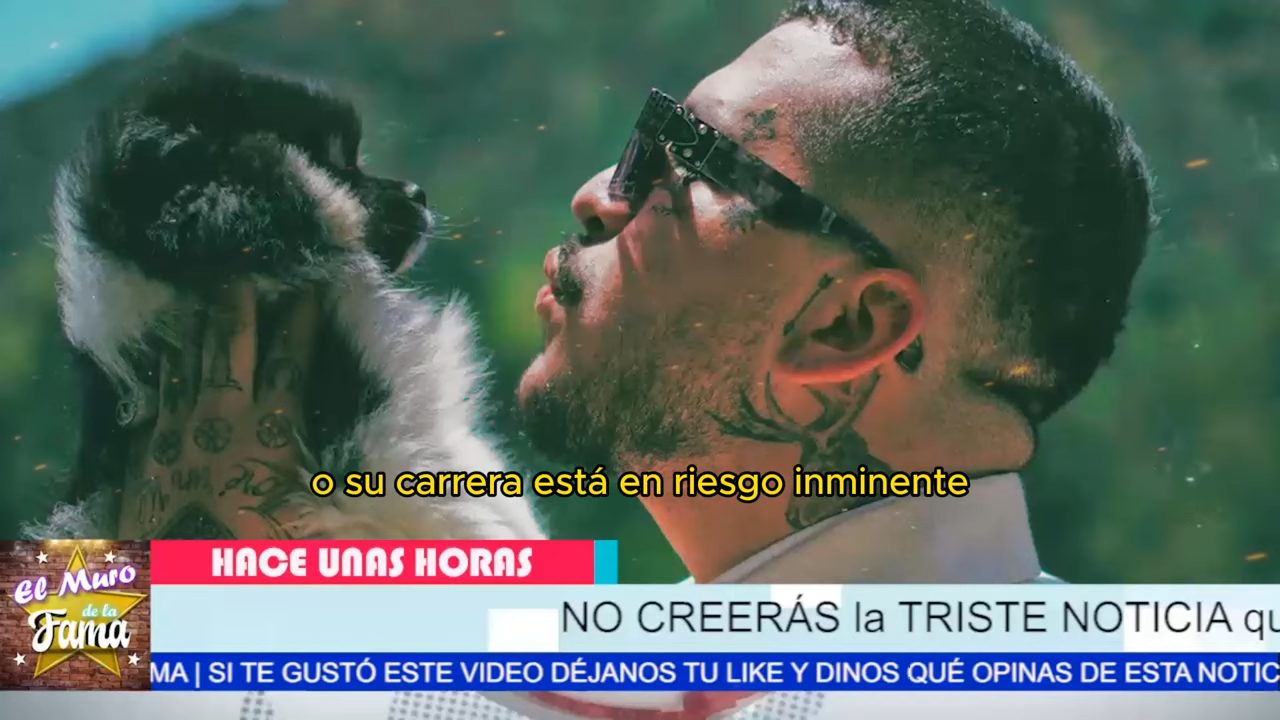 o su carrera está en riesgo inminente
HACE UNAS HORAS
El Muro
de la
Fama
NO CREERÁS la TRISTE NOTICIA qu
MA | SI TE GUSTÓ ESTE VIDEO DÉJANOS TU LIKE Y DINOS QUÉ OPINAS DE ESTA NOTIC